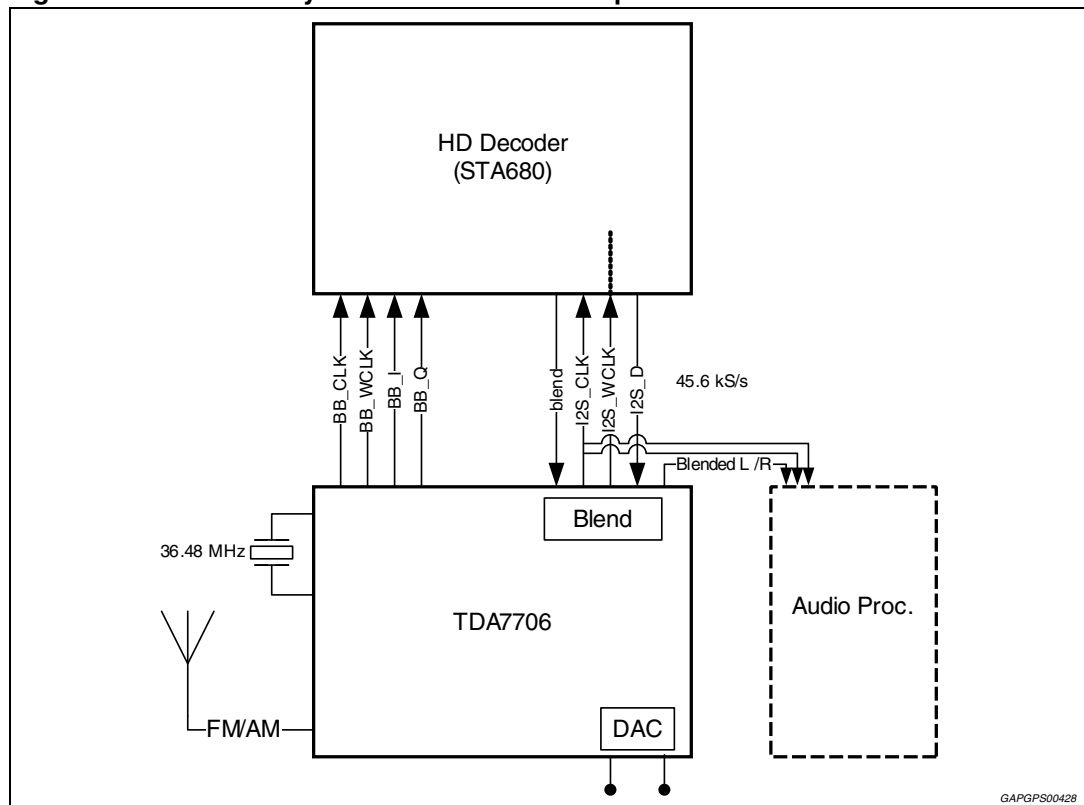 HD Decoder
(STA680)
BB_CLK
BB_WCLK
BB_I
BB_Q
blend
I2S_CLK
I2S_WCLK
I2S_D
45.6 kS/s
Blended L /R
Blend
36.48 MHz
TDA7706
Audio Proc.
FM/AM
DAC
GAPGPS00428